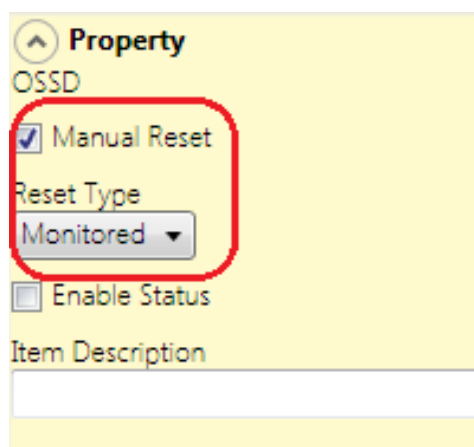 Property
OSSD
Manual Reset
Reset Type
Monitored
Enable Status
Item Description